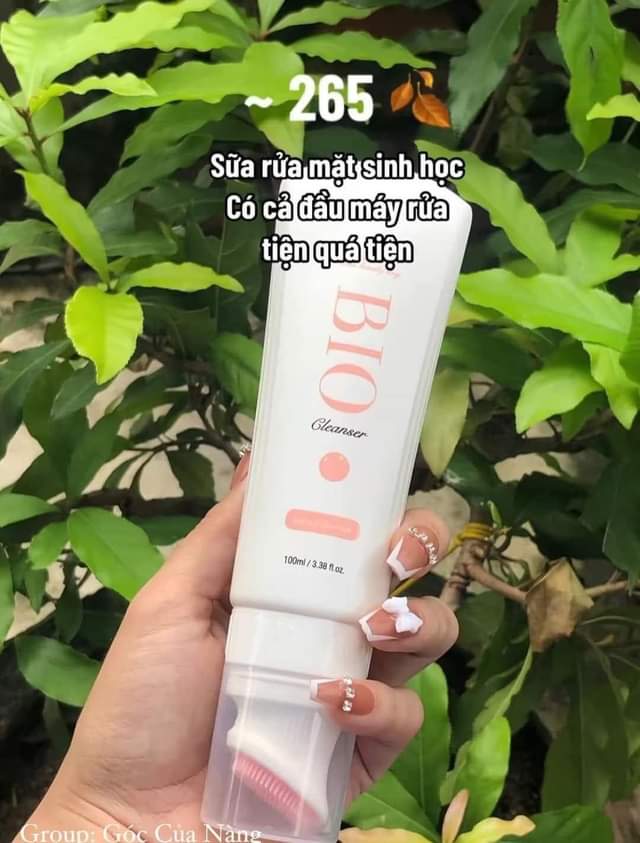 ~ 265
Sữa rửa mặt sinh học
Có cả đầu máy rửa
tiện quá tiện
BIO
Cleanser
100ml / 3.38 fl.oz.
Group: Góc Của Nàng